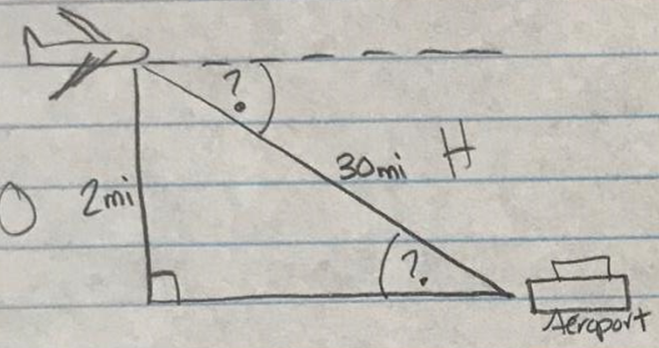 ?
30mi H
O 2mi
?
Aeroport